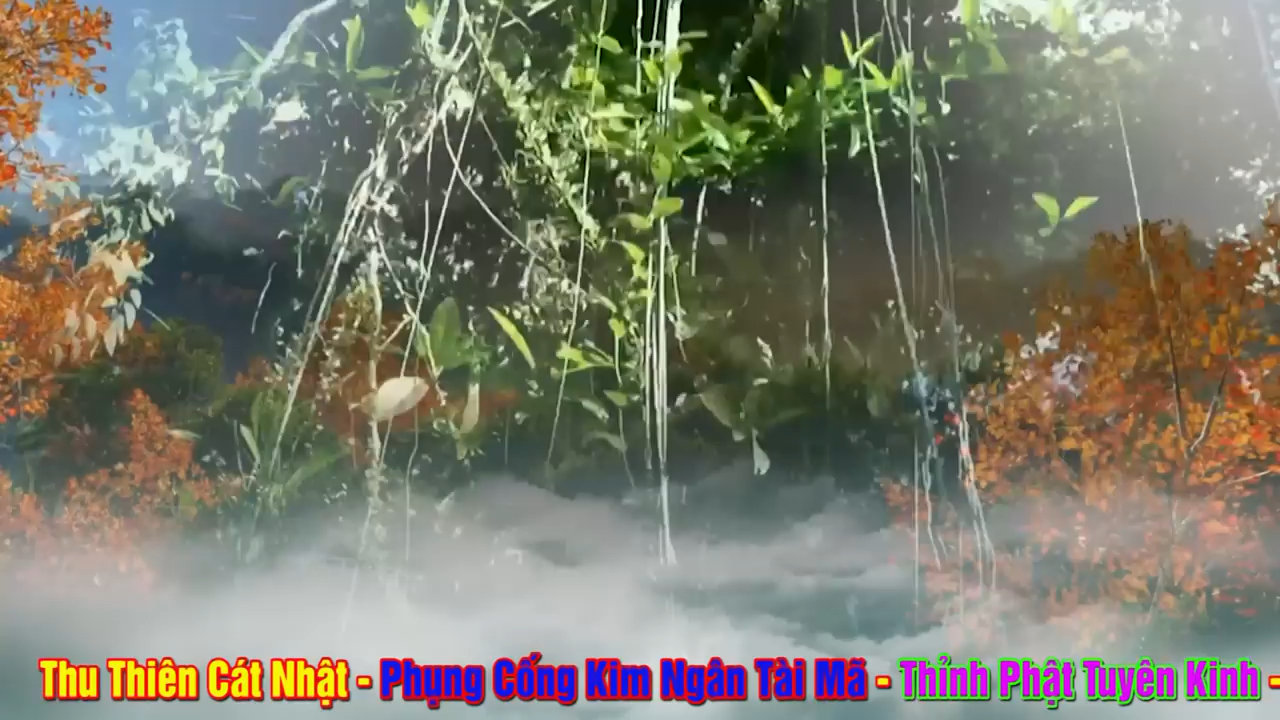 Thu Thiên Cát Nhật - Phụng Cống Kim Ngân Tài Mã - Thỉnh Phật Tuyên Kinh -